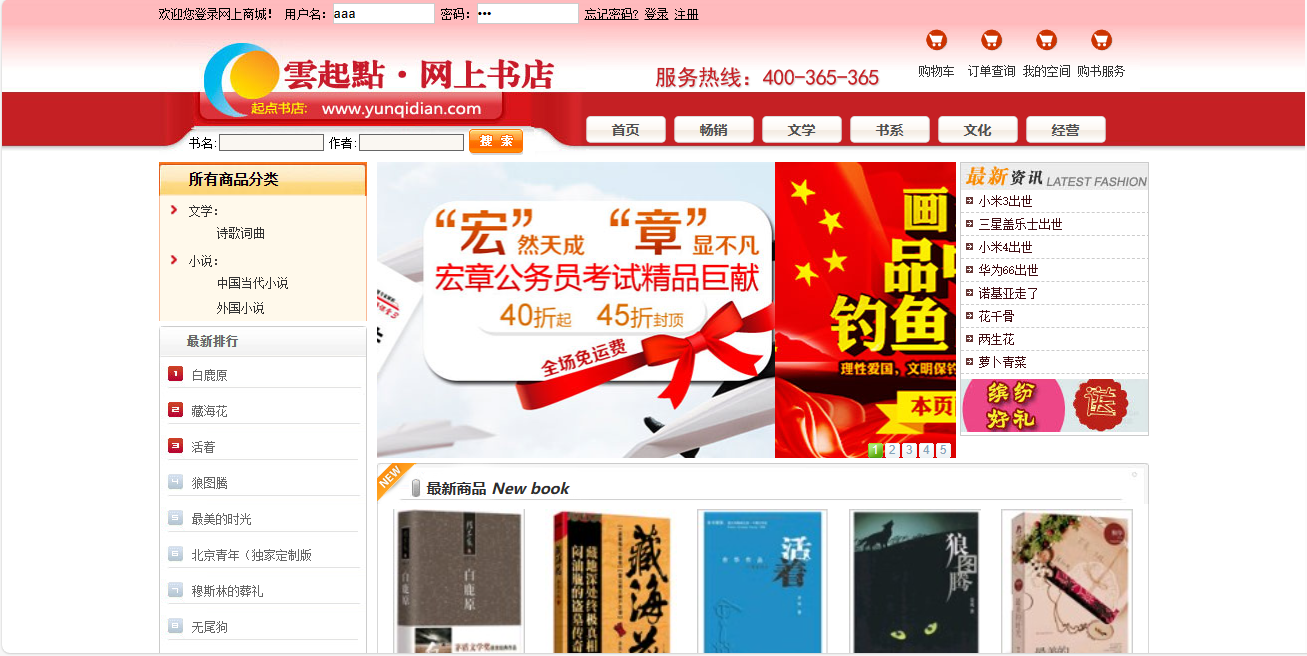 欢迎您登录网上商城! 用户名: aaa 密码: ••• 忘记密码? 登录 注册
购物车 订单查询 我的空间 购书服务
雲起點·网上书店
服务热线：400-365-365
起点书店: www.yunqidian.com
首页 畅销 文学 书系 文化 经营
书名: 作者: 搜 索
所有商品分类
文学：
诗歌词曲
小说：
中国当代小说
外国小说
最新排行
1 白鹿原
2 藏海花
3 活着
4 狼图腾
5 最美的时光
6 北京青年（独家定制版
7 穆斯林的葬礼
8 无尾狗
“宏”然天成 “章”显不凡
宏章公务员考试精品巨献
40折起 45折封顶
全场免运费
画
品
钓鱼
理性爱国，文明保钓
本页
1 2 3 4 5
最新资讯 LATEST FASHION
小米3出世
三星盖乐士出世
小米4出世
华为66出世
诺基亚走了
花千骨
两生花
萝卜青菜
缤纷
好礼
送
NEW
最新商品 New book
白鹿原
茅盾文学奖
藏海花
藏地深处终极真相
闷油瓶的盗墓传奇
活着
狼图腾